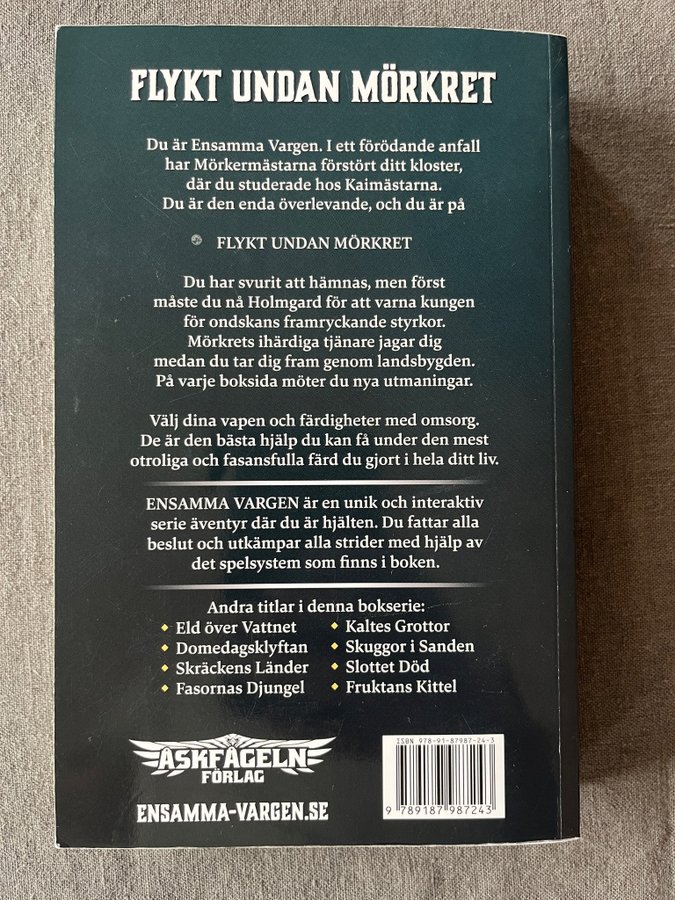 FLYKT UNDAN MÖRKRET
Du är Ensamma Vargen. I ett förödande anfall
har Mörkermästarna förstört ditt kloster,
där du studerade hos Kaimästarna.
Du är den enda överlevande, och du är på
FLYKT UNDAN MÖRKRET
Du har svurit att hämnas, men först
måste du nå Holmgard för att varna kungen
för ondskans framryckande styrkor.
Mörkrets ihärdiga tjänare jagar dig
medan du tar dig fram genom landsbygden.
På varje boksida möter du nya utmaningar.
Välj dina vapen och färdigheter med omsorg.
De är den bästa hjälp du kan få under den mest
otroliga och fasansfulla färd du gjort i hela ditt liv.
ENSAMMA VARGEN är en unik och interaktiv
serie äventyr där du är hjälten. Du fattar alla
beslut och utkämpar alla strider med hjälp av
det spelsystem som finns i boken.
Andra titlar i denna bokserie:
Eld över Vattnet
Domedagsklyftan
Skräckens Länder
Fasornas Djungel
Kaltes Grottor
Skuggor i Sanden
Slottet Död
Fruktans Kittel
ÅSKFÅGELN
FÖRLAG
ENSAMMA-VARGEN.SE
ISBN 978-91-87987-24-3
9 789187 987243